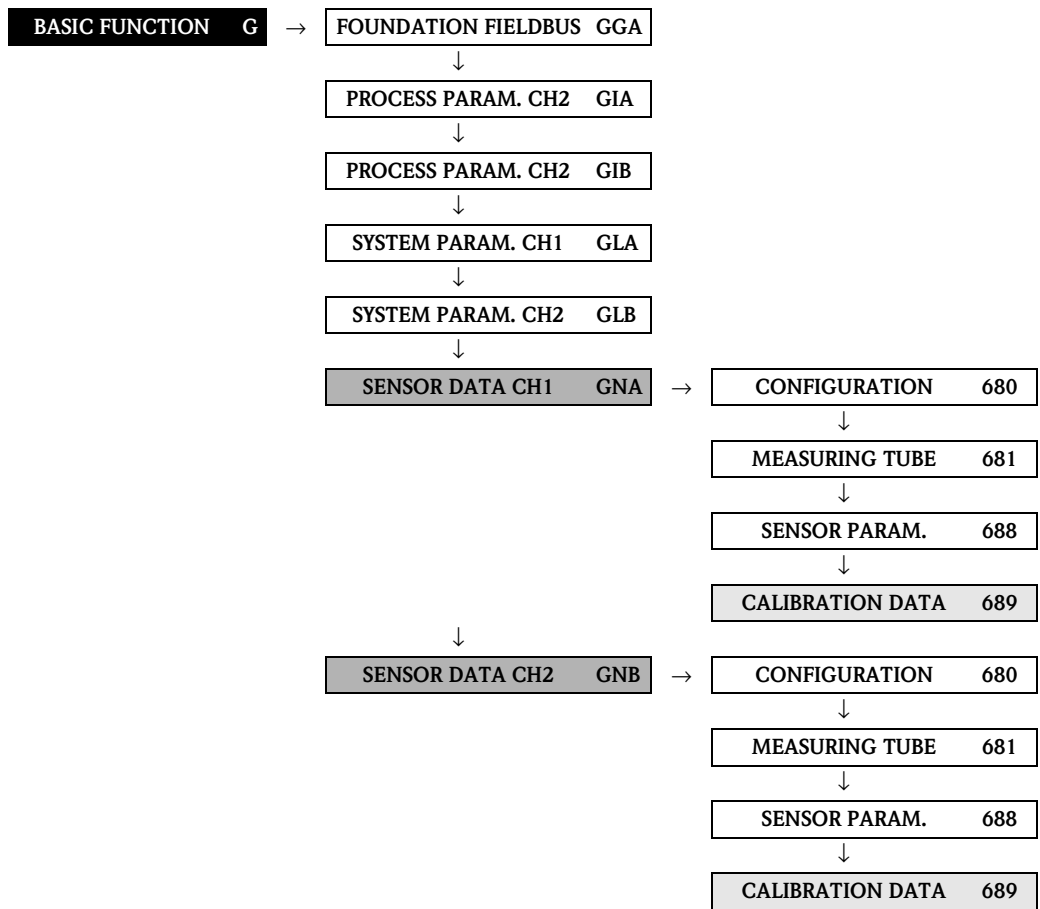 BASIC FUNCTION G → FOUNDATION FIELDBUS GGA
↓
PROCESS PARAM. CH2 GIA
↓
PROCESS PARAM. CH2 GIB
↓
SYSTEM PARAM. CH1 GLA
↓
SYSTEM PARAM. CH2 GLB
↓
SENSOR DATA CH1 GNA → CONFIGURATION 680
↓
MEASURING TUBE 681
↓
SENSOR PARAM. 688
↓
CALIBRATION DATA 689
↓
SENSOR DATA CH2 GNB → CONFIGURATION 680
↓
MEASURING TUBE 681
↓
SENSOR PARAM. 688
↓
CALIBRATION DATA 689